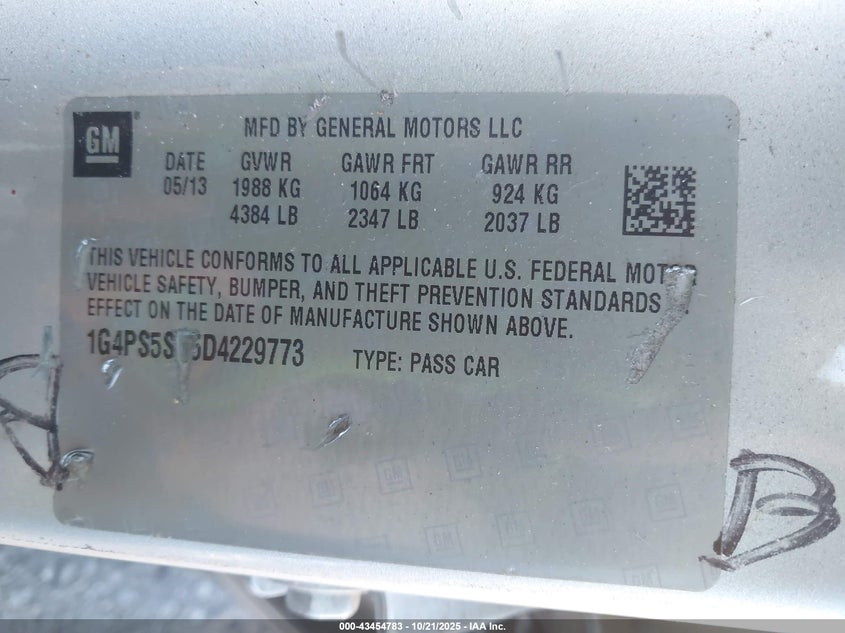 GM
MFD BY GENERAL MOTORS LLC
DATE GVWR GAWR FRT GAWR RR
05/13 1988 KG 1064 KG 924 KG
4384 LB 2347 LB 2037 LB
THIS VEHICLE CONFORMS TO ALL APPLICABLE U.S. FEDERAL
VEHICLE SAFETY, BUMPER, AND THEFT PREVENTION STANDARDS
EFFECT ON THE DATE OF MANUFACTURE SHOWN ABOVE.
TYPE: PASS CAR
000-43454783 - 10/21/2025 - IAA Inc.